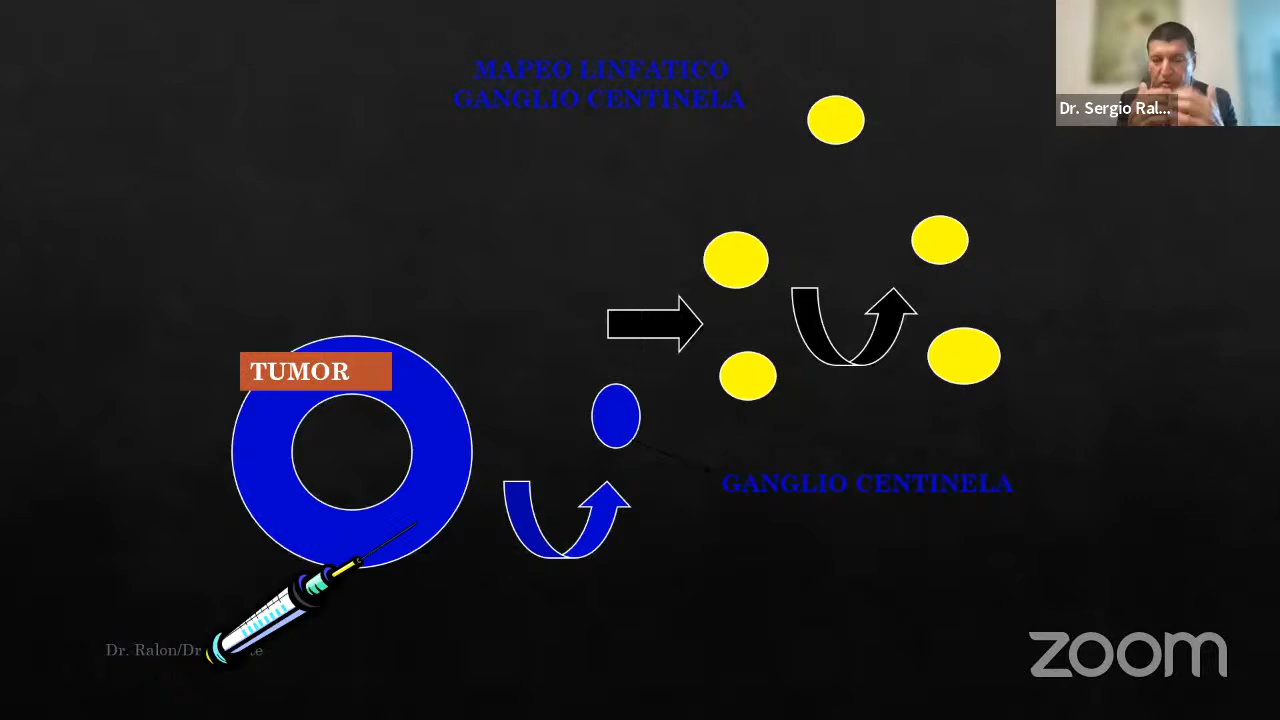 MAPEO LINFATICO
GANGLIO CENTINELA
Dr. Sergio Ral...
TUMOR
GANGLIO CENTINELA
Dr. Ralon/Dr
zoom